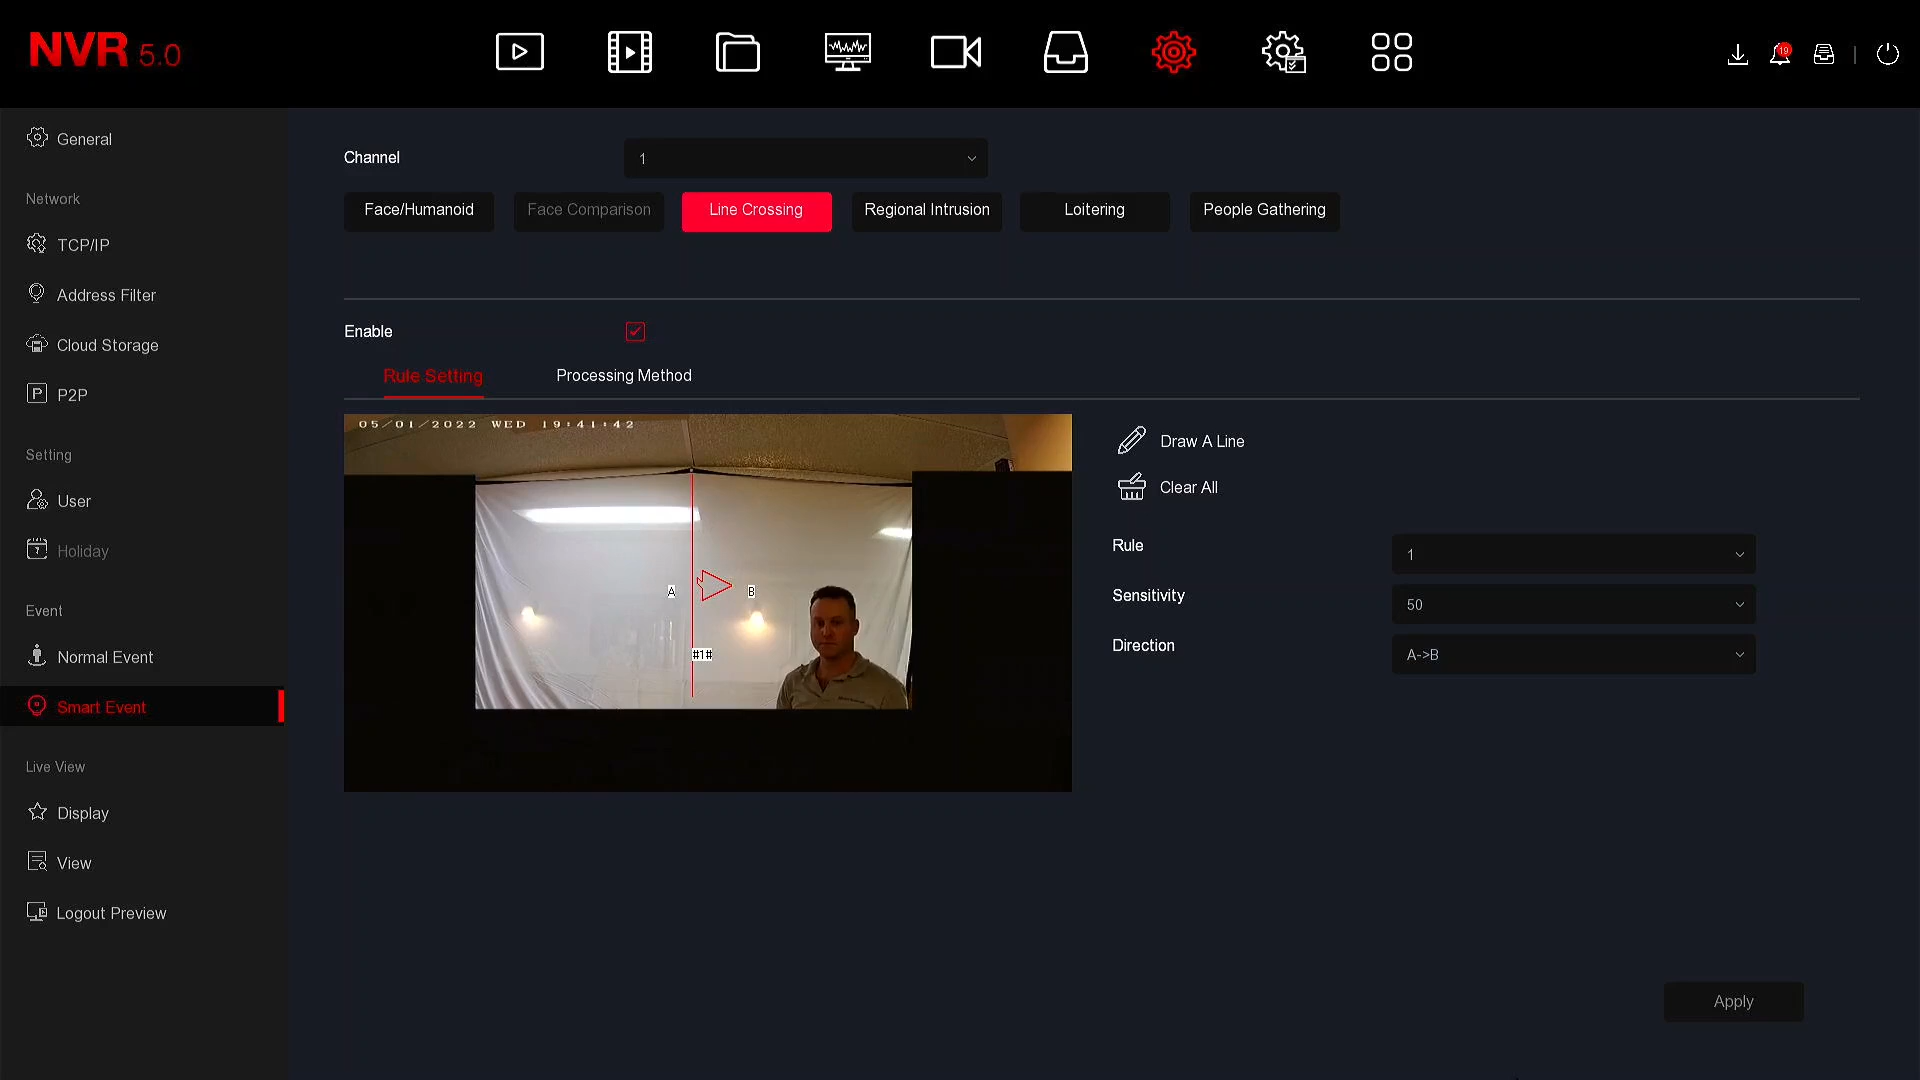 NVR 5.0
19
General
Network
TCP/IP
Address Filter
Cloud Storage
P P2P
Setting
User
7 Holiday
Event
Normal Event
Smart Event
Live View
Display
View
Logout Preview
Channel 1
Face/Humanoid Face Comparison Line Crossing Regional Intrusion Loitering People Gathering
Enable
Rule Setting Processing Method
05/01/2022 WED 19:41:42
A B
#1#
Draw A Line
Clear All
Rule 1
Sensitivity 50
Direction A->B
Apply